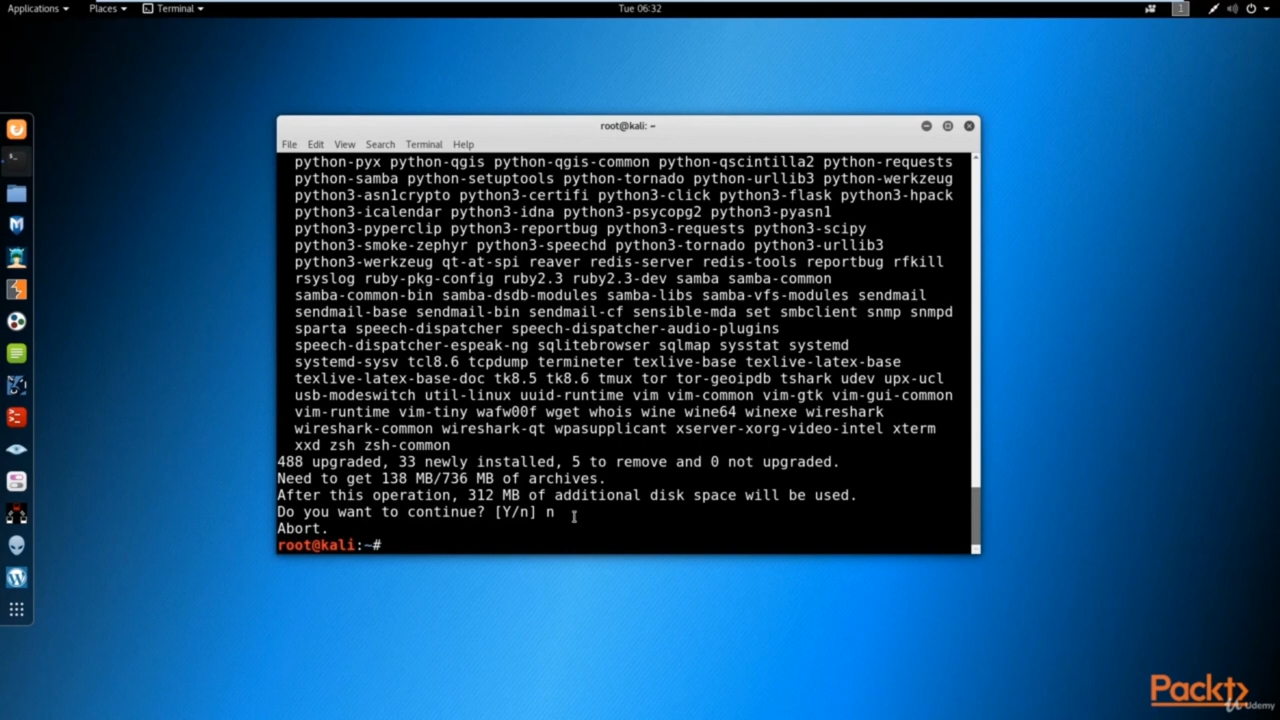 Applications Places Terminal Tue 06:32 1
root@kali: ~
File Edit View Search Terminal Help
python-pyx python-qgis python-qgis-common python-qscintilla2 python-requests
python-samba python-setuptools python-tornado python-urllib3 python-werkzeug
python3-asn1crypto python3-certifi python3-click python3-flask python3-hpack
python3-icalendar python3-idna python3-psycopg2 python3-pyasn1
python3-pyperclip python3-reportbug python3-requests python3-scipy
python3-smoke-zephyr python3-speechd python3-tornado python3-urllib3
python3-werkzeug qt-at-spi reaver redis-server redis-tools reportbug rfkill
rsyslog ruby-pkg-config ruby2.3 ruby2.3-dev samba samba-common
samba-common-bin samba-dsdb-modules samba-libs samba-vfs-modules sendmail
sendmail-base sendmail-bin sendmail-cf sensible-mda set smbclient snmp snmpd
sparta speech-dispatcher speech-dispatcher-audio-plugins
speech-dispatcher-espeak-ng sqlitebrowser sqlmap sysstat systemd
systemd-sysv tcl8.6 tcpdump termineter texlive-base texlive-latex-base
texlive-latex-base-doc tk8.5 tk8.6 tmux tor tor-geoipdb tshark udev upx-ucl
usb-modeswitch util-linux uuid-runtime vim vim-common vim-gtk vim-gui-common
vim-runtime vim-tiny wafw00f wget whois wine wine64 winexe wireshark
wireshark-common wireshark-qt wpasupplicant xserver-xorg-video-intel xterm
xxd zsh zsh-common
488 upgraded, 33 newly installed, 5 to remove and 0 not upgraded.
Need to get 138 MB/736 MB of archives.
After this operation, 312 MB of additional disk space will be used.
Do you want to continue? [Y/n] n
Abort.
root@kali:~#
Packt
Udemy